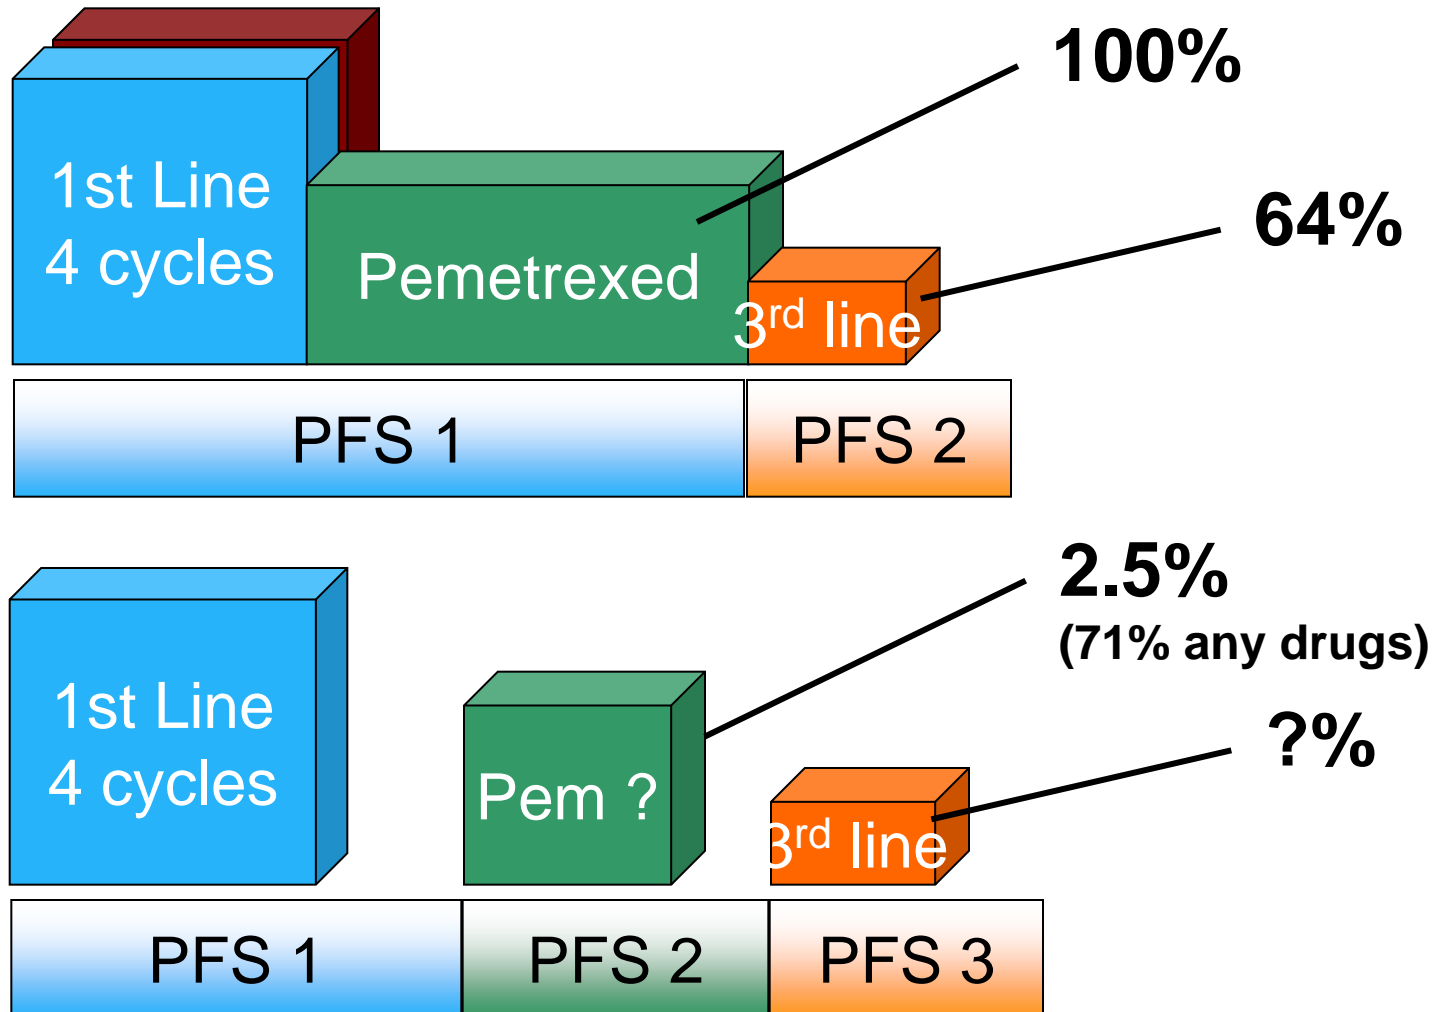 100%
1st Line
4 cycles
64%
Pemetrexed
3rd line
PFS 1
PFS 2
2.5%
(71% any drugs)
1st Line
4 cycles
?%
Pem ?
3rd line
PFS 1
PFS 2
PFS 3